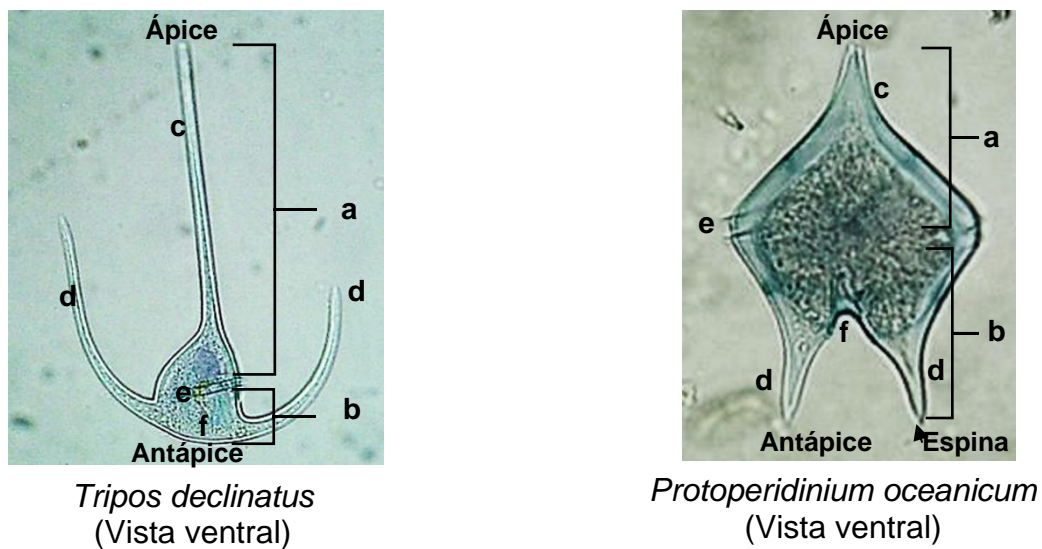 Ápice
c
a
d
d
e
b
f
Antápice
Tripos declinatus
(Vista ventral)
Ápice
c
a
e
b
f
d
d
Antápice
Espina
Protoperidinium oceanicum
(Vista ventral)